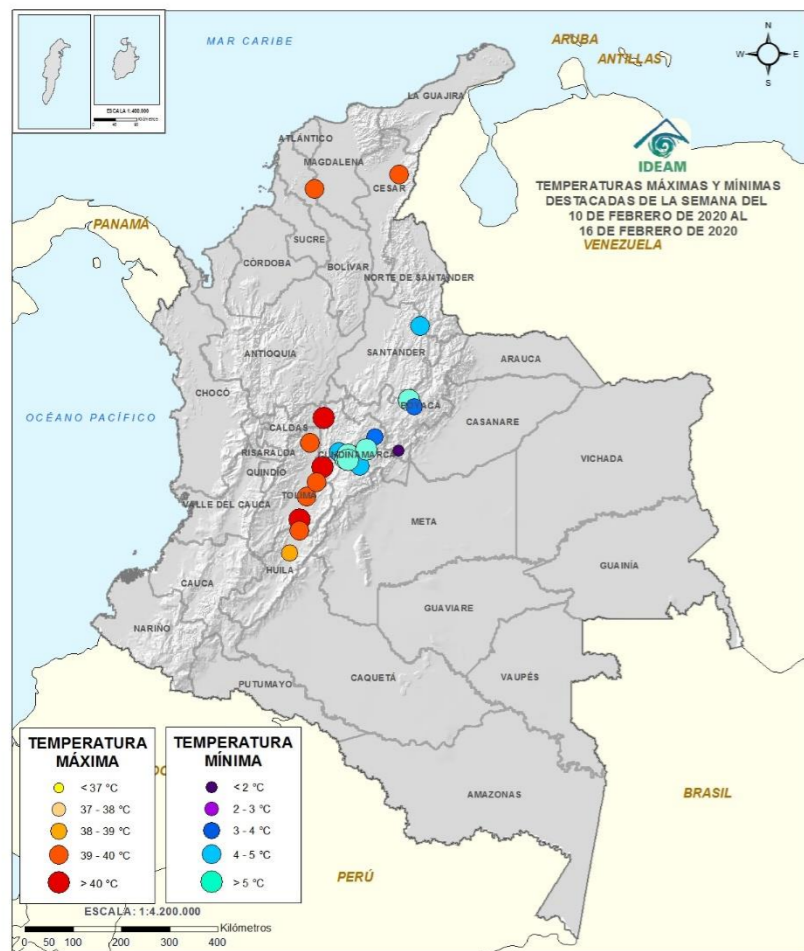 MAR CARIBE
ARUBA
ANTILLAS
N
W
E
S
ESCALA 1:400.000
LA GUAJIRA
ATLÁNTICO
MAGDALENA
CESAR
IDEAM
TEMPERATURAS MÁXIMAS Y MÍNIMAS
DESTACADAS DE LA SEMANA DEL
10 DE FEBRERO DE 2020 AL
16 DE FEBRERO DE 2020
VENEZUELA
PANAMÁ
SUCRE
CÓRDOBA
BOLÍVAR
NORTE DE SANTANDER
ANTIOQUIA
SANTANDER
ARAUCA
CHOCÓ
BOYACÁ
CASANARE
OCÉANO PACÍFICO
CALDAS
RISARALDA
CUNDINAMARCA
VICHADA
QUINDÍO
TOLIMA
VALLE DEL CAUCA
META
GUAINÍA
HUILA
CAUCA
GUAVIARE
NARIÑO
CAQUETÁ
VAUPÉS
PUTUMAYO
AMAZONAS
BRASIL
PERÚ
TEMPERATURA
MÁXIMA
< 37 °C
37 - 38 °C
38 - 39 °C
39 - 40 °C
> 40 °C
TEMPERATURA
MÍNIMA
< 2 °C
2 - 3 °C
3 - 4 °C
4 - 5 °C
> 5 °C
ESCALA: 1:4.200.000
Kilómetros
0 50 100 200 300 400